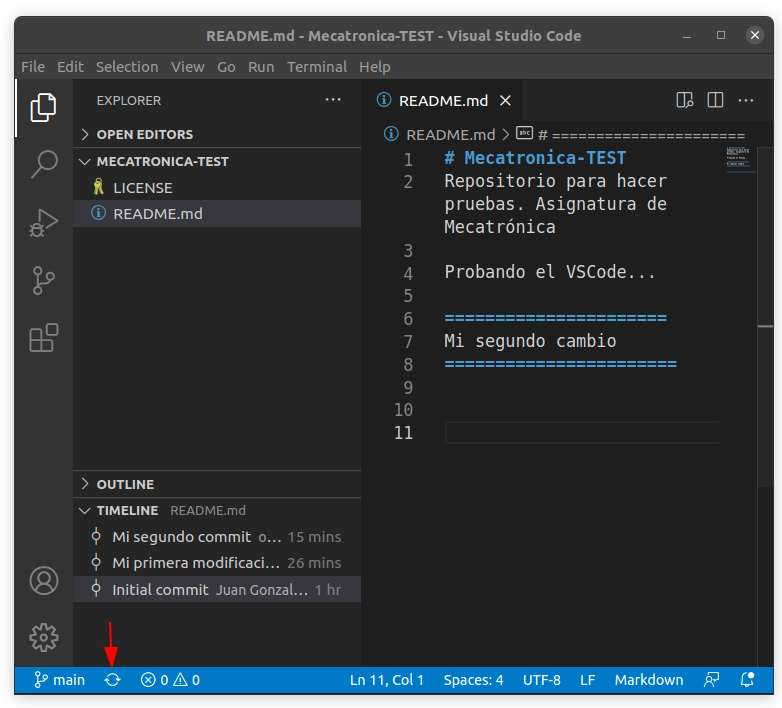 README.md - Mecatronica-TEST - Visual Studio Code
File Edit Selection View Go Run Terminal Help
EXPLORER
OPEN EDITORS
MECATRONICA-TEST
LICENSE
README.md
OUTLINE
TIMELINE README.md
Mi segundo commit o... 15 mins
Mi primera modificaci... 26 mins
Initial commit Juan Gonzal... 1 hr
README.md
README.md > abc # ======================
1 # Mecatronica-TEST
2 Repositorio para hacer
pruebas. Asignatura de
Mecatrónica
3
4 Probando el VSCode...
5
6 ======================
7 Mi segundo cambio
8 =======================
9
10
11
main 0 0 Ln 11, Col 1 Spaces: 4 UTF-8 LF Markdown